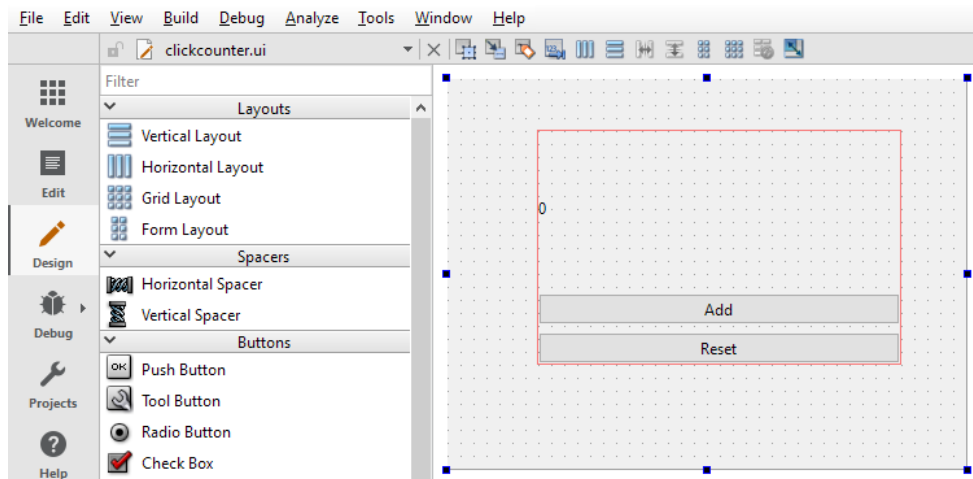 File Edit View Build Debug Analyze Tools Window Help
clickcounter.ui
Welcome
Edit
Design
Debug
Projects
Help
Filter
Layouts
Vertical Layout
Horizontal Layout
Grid Layout
Form Layout
Spacers
Horizontal Spacer
Vertical Spacer
Buttons
OK Push Button
Tool Button
Radio Button
Check Box
0
Add
Reset